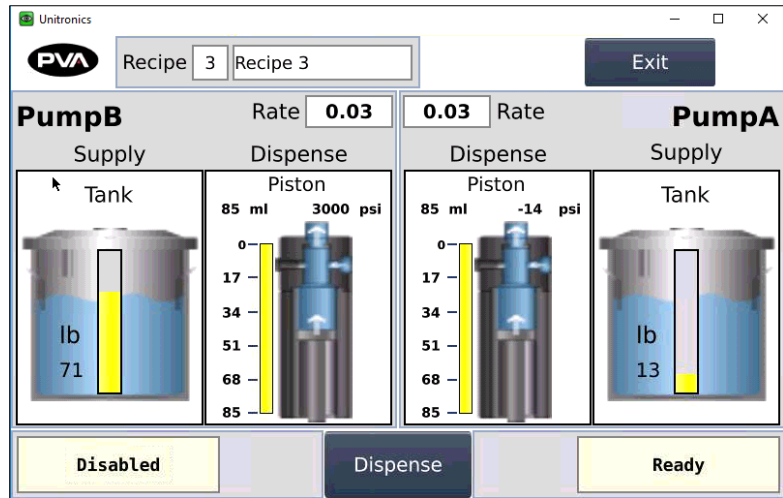 Unitronics
PVA
Recipe 3 Recipe 3
Exit
PumpB
Rate 0.03
Supply
Dispense
Tank
lb
71
Piston
85 ml 3000 psi
0
17
34
51
68
85
0.03 Rate
PumpA
Dispense
Supply
Piston
85 ml -14 psi
0
17
34
51
68
85
Tank
lb
13
Disabled
Dispense
Ready